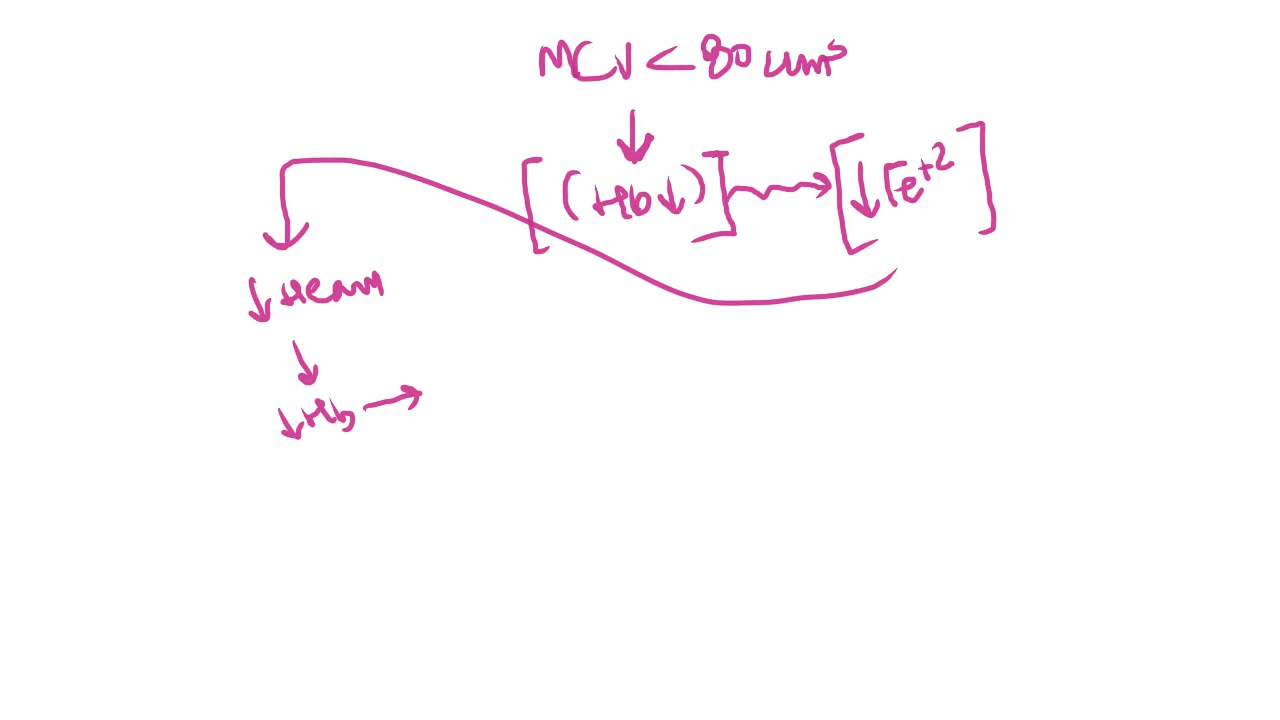 MCV < 80 um³
[(Hb↓)] → [↓Fe+2]
↓Heam
↓Hb →